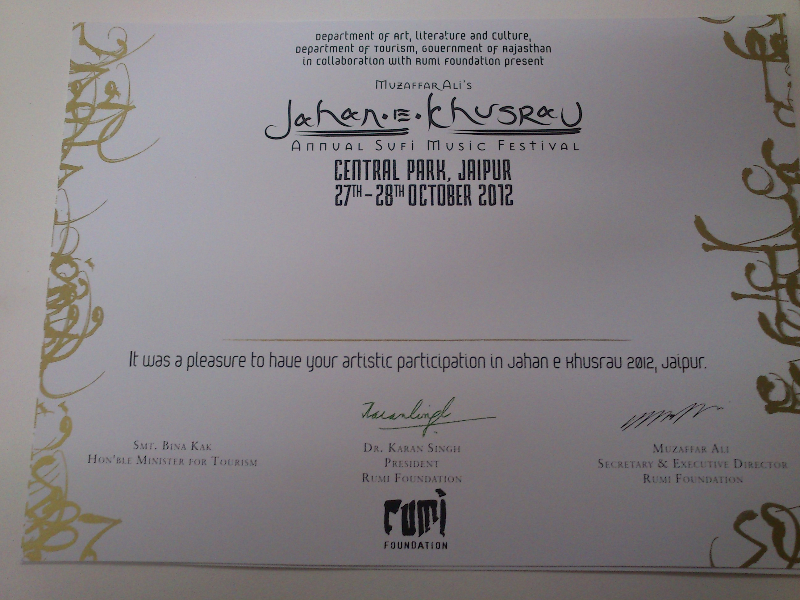 Department of Art, Literature and Culture,
Department of Tourism, Government of Rajasthan
in collaboration with Rumi Foundation present
Muzaffar Ali's
Jahan·e·Khusrau
Annual Sufi Music Festival
CENTRAL PARK, JAIPUR
27TH – 28TH OCTOBER 2012
It was a pleasure to have your artistic participation in Jahan e Khusrau 2012, Jaipur.
Karan Singh
Smt. Bina Kak
Hon'ble Minister for Tourism
Dr. Karan Singh
President
Rumi Foundation
Muzaffar Ali
Secretary & Executive Director
Rumi Foundation
rumi
FOUNDATION